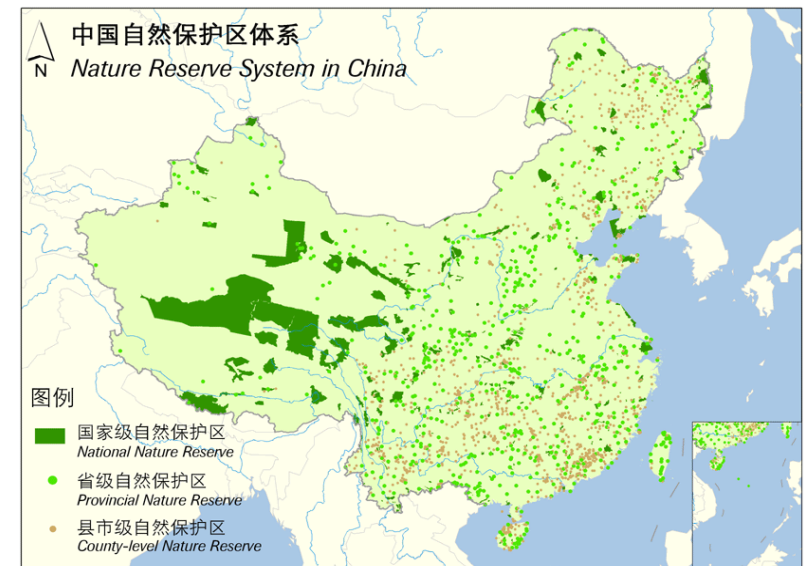 中国自然保护区体系
Nature Reserve System in China
N
图例
国家级自然保护区
National Nature Reserve
省级自然保护区
Provincial Nature Reserve
县市级自然保护区
County-level Nature Reserve